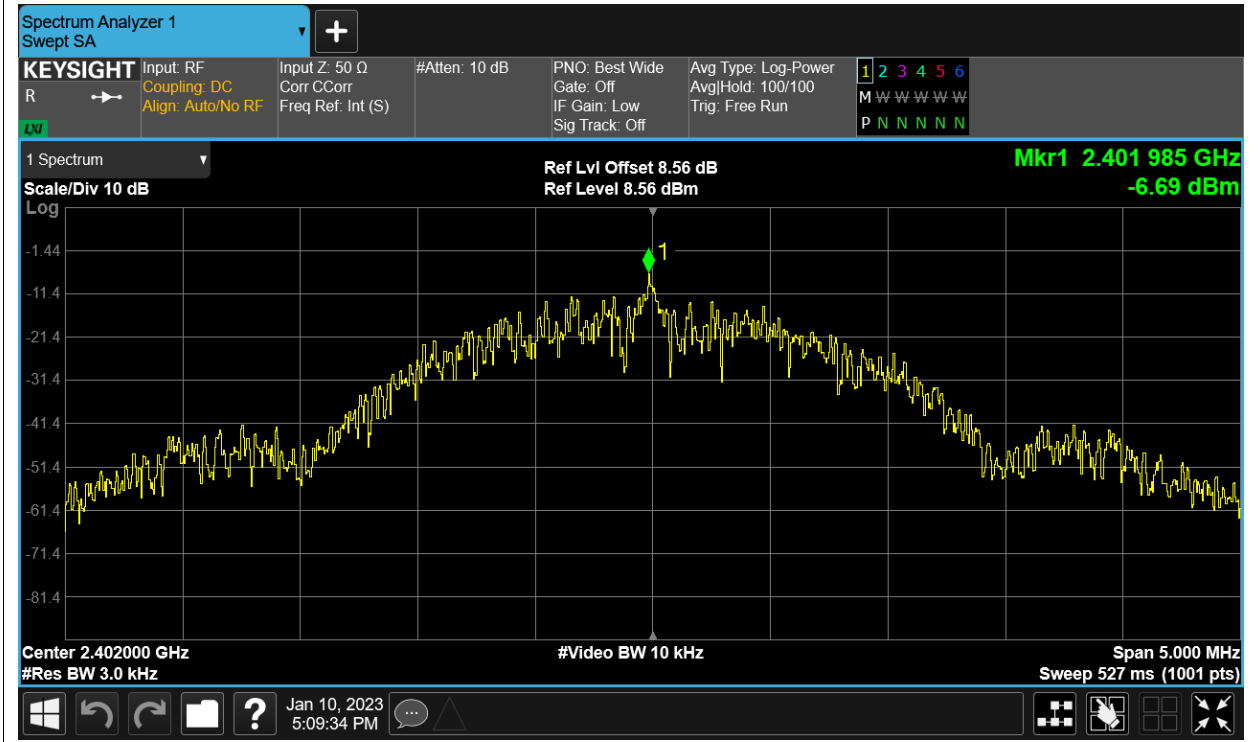 Spectrum Analyzer 1
Swept SA
KEYSIGHT
R
LXI
Input: RF
Coupling: DC
Align: Auto/No RF
Input Z: 50 Ω
Corr CCorr
Freq Ref: Int (S)
#Atten: 10 dB
PNO: Best Wide
Gate: Off
IF Gain: Low
Sig Track: Off
Avg Type: Log-Power
Avg|Hold: 100/100
Trig: Free Run
1 2 3 4 5 6
M W W W W W
P N N N N N
1 Spectrum
Scale/Div 10 dB
Log
Ref Lvl Offset 8.56 dB
Ref Level 8.56 dBm
Mkr1 2.401 985 GHz
-6.69 dBm
1
-1.44
-11.4
-21.4
-31.4
-41.4
-51.4
-61.4
-71.4
-81.4
Center 2.402000 GHz
#Video BW 10 kHz
Span 5.000 MHz
#Res BW 3.0 kHz
Sweep 527 ms (1001 pts)
?
Jan 10, 2023
5:09:34 PM